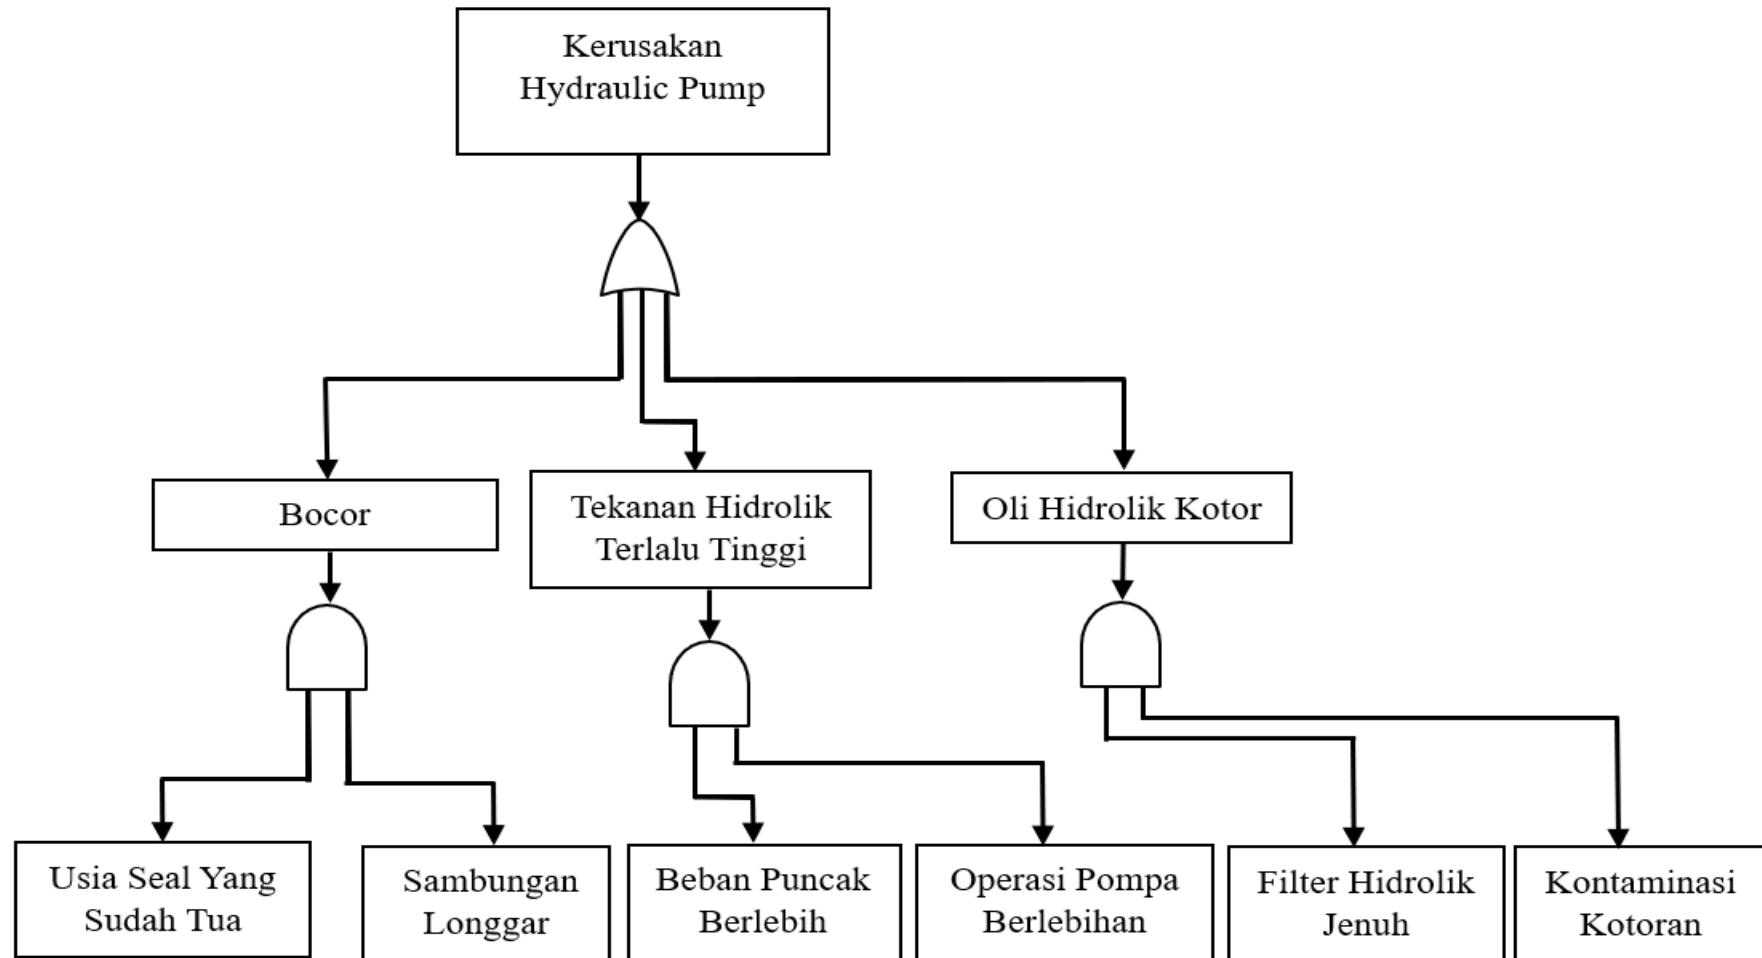 Kerusakan
Hydraulic Pump
Bocor
Tekanan Hidrolik
Terlalu Tinggi
Oli Hidrolik Kotor
Usia Seal Yang
Sudah Tua
Sambungan
Longgar
Beban Puncak
Berlebih
Operasi Pompa
Berlebihan
Filter Hidrolik
Jenuh
Kontaminasi
Kotoran